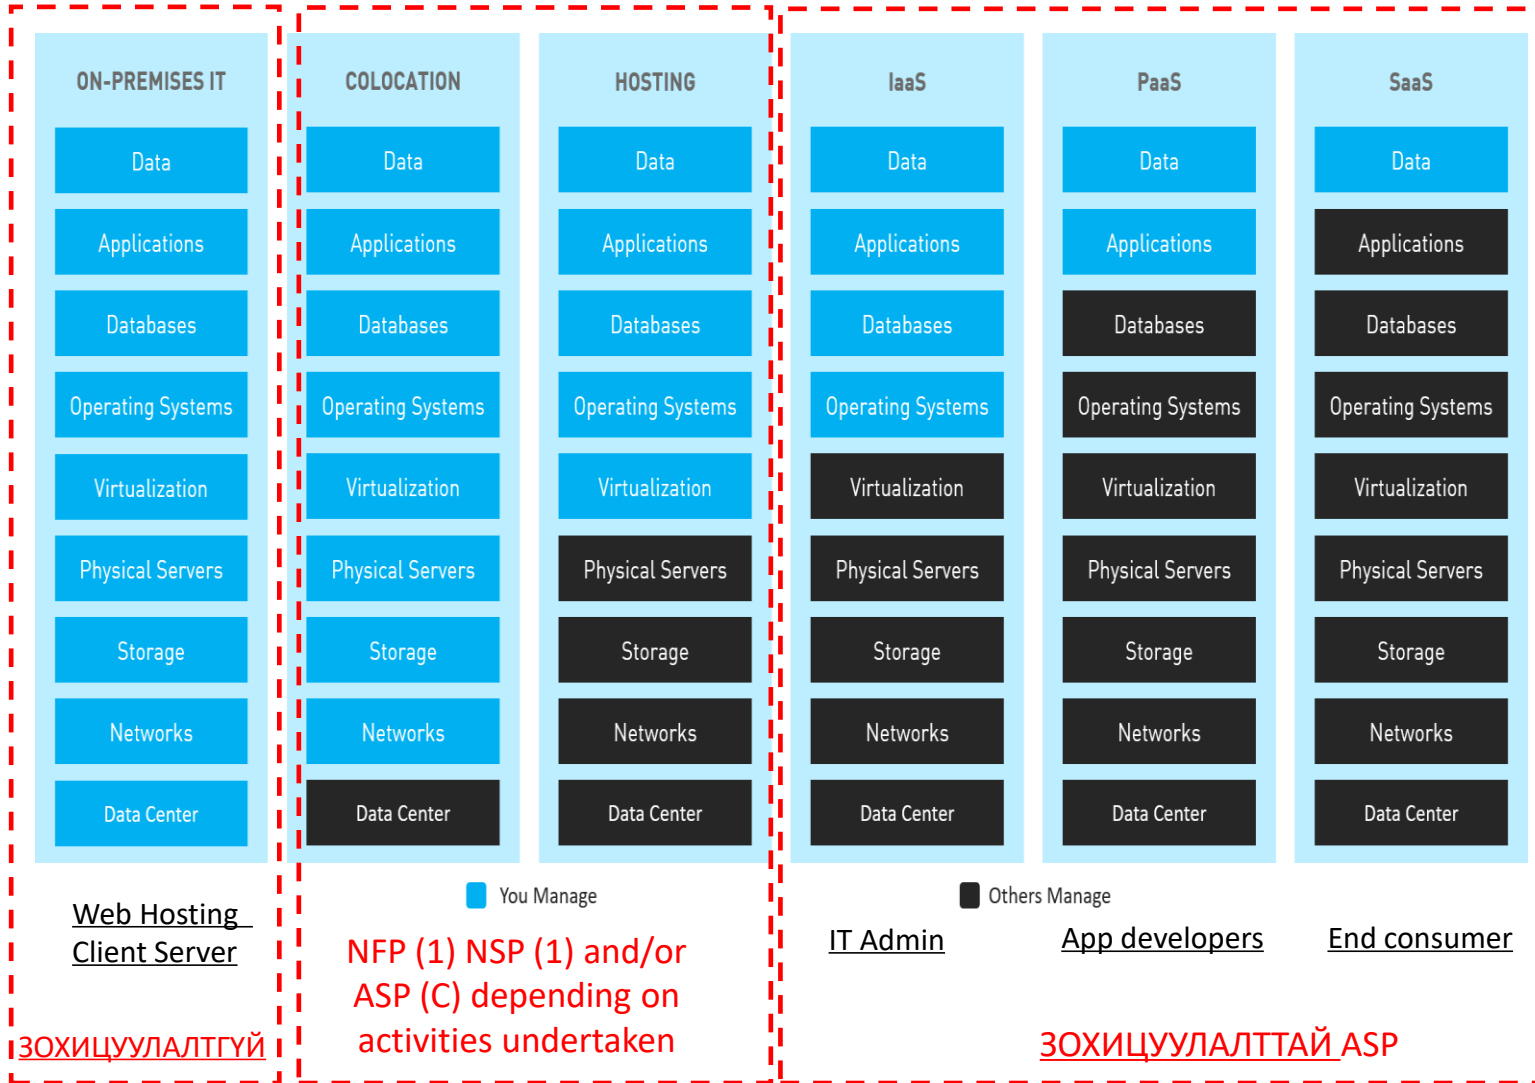 ON-PREMISES IT
Data
Applications
Databases
Operating Systems
Virtualization
Physical Servers
Storage
Networks
Data Center
COLOCATION
Data
Applications
Databases
Operating Systems
Virtualization
Physical Servers
Storage
Networks
Data Center
HOSTING
Data
Applications
Databases
Operating Systems
Virtualization
Physical Servers
Storage
Networks
Data Center
IaaS
Data
Applications
Databases
Operating Systems
Virtualization
Physical Servers
Storage
Networks
Data Center
PaaS
Data
Applications
Databases
Operating Systems
Virtualization
Physical Servers
Storage
Networks
Data Center
SaaS
Data
Applications
Databases
Operating Systems
Virtualization
Physical Servers
Storage
Networks
Data Center
You Manage
Others Manage
Web Hosting
Client Server
ЗОХИЦУУЛАЛТГҮЙ
NFP (1) NSP (1) and/or
ASP (C) depending on
activities undertaken
IT Admin
App developers
End consumer
ЗОХИЦУУЛАЛТТАЙ ASP